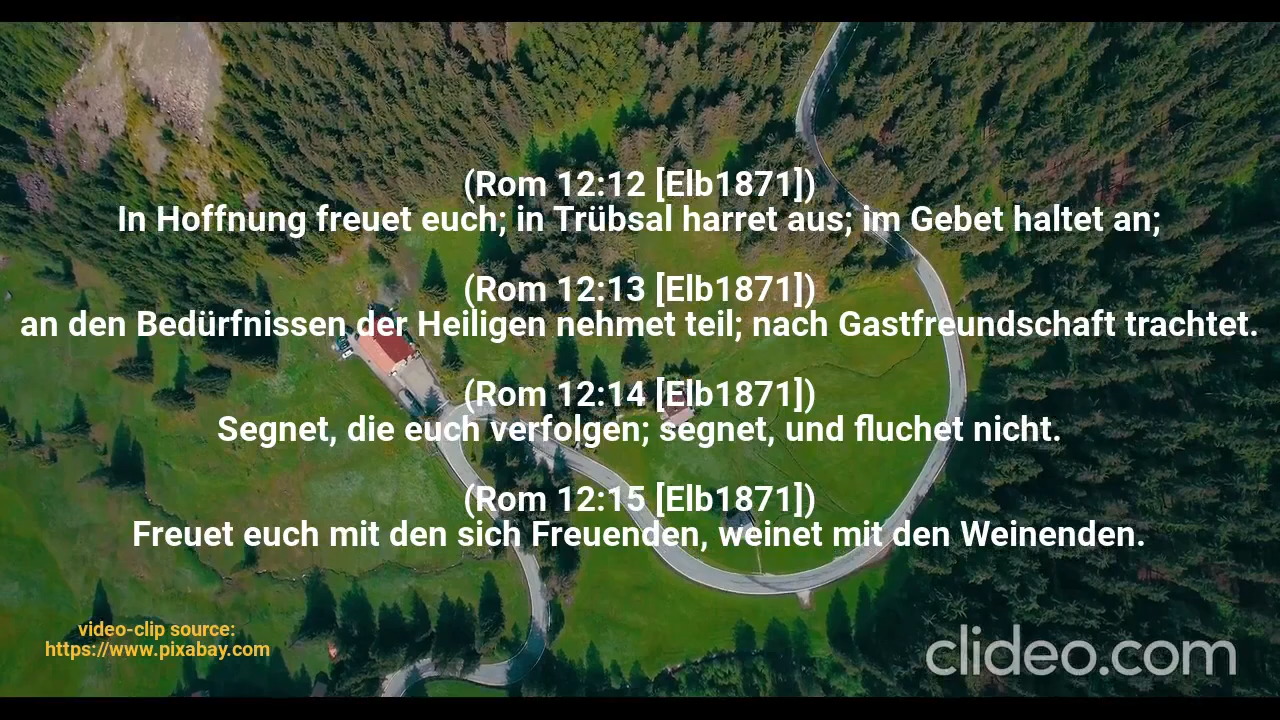 (Rom 12:12 [Elb1871])
In Hoffnung freuet euch; in Trübsal harret aus; im Gebet haltet an;
(Rom 12:13 [Elb1871])
an den Bedürfnissen der Heiligen nehmet teil; nach Gastfreundschaft trachtet.
(Rom 12:14 [Elb1871])
Segnet, die euch verfolgen; segnet, und fluchet nicht.
(Rom 12:15 [Elb1871])
Freuet euch mit den sich Freuenden, weinet mit den Weinenden.
video-clip source:
https://www.pixabay.com
clideo.com